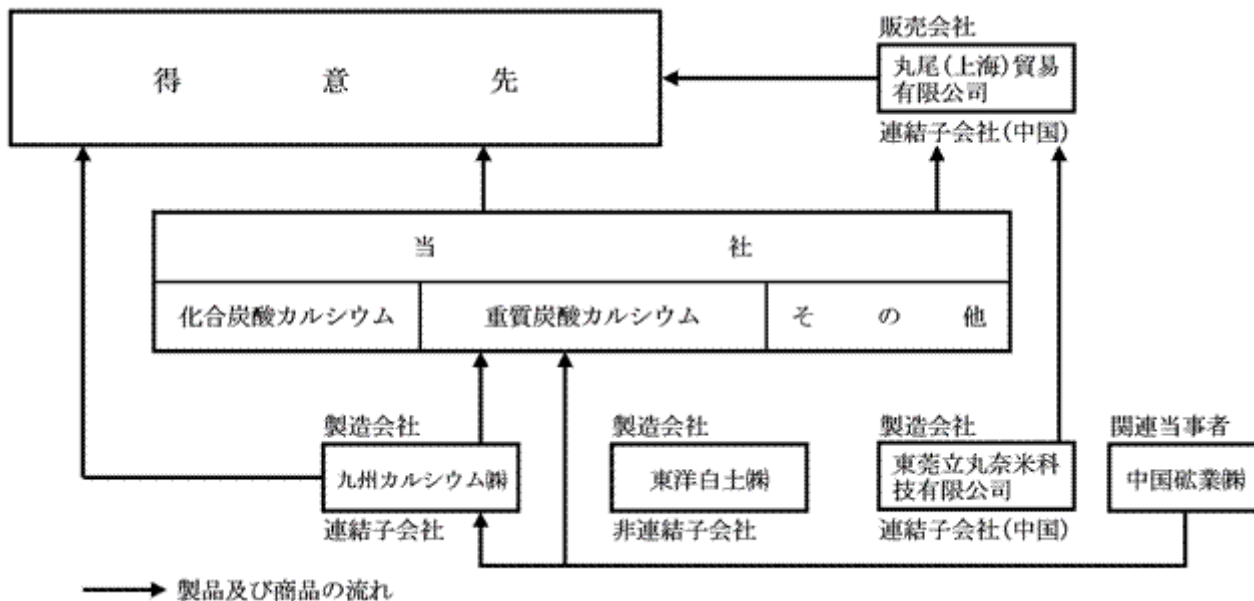 販売会社
得意先
丸尾(上海)貿易
有限公司
連結子会社(中国)
当社
化合炭酸カルシウム
重質炭酸カルシウム
その他
製造会社
九州カルシウム㈱
連結子会社
製造会社
東洋白土㈱
非連結子会社
製造会社
東莞立丸奈米科
技有限公司
連結子会社(中国)
関連当事者
中国砿業㈱
製品及び商品の流れ